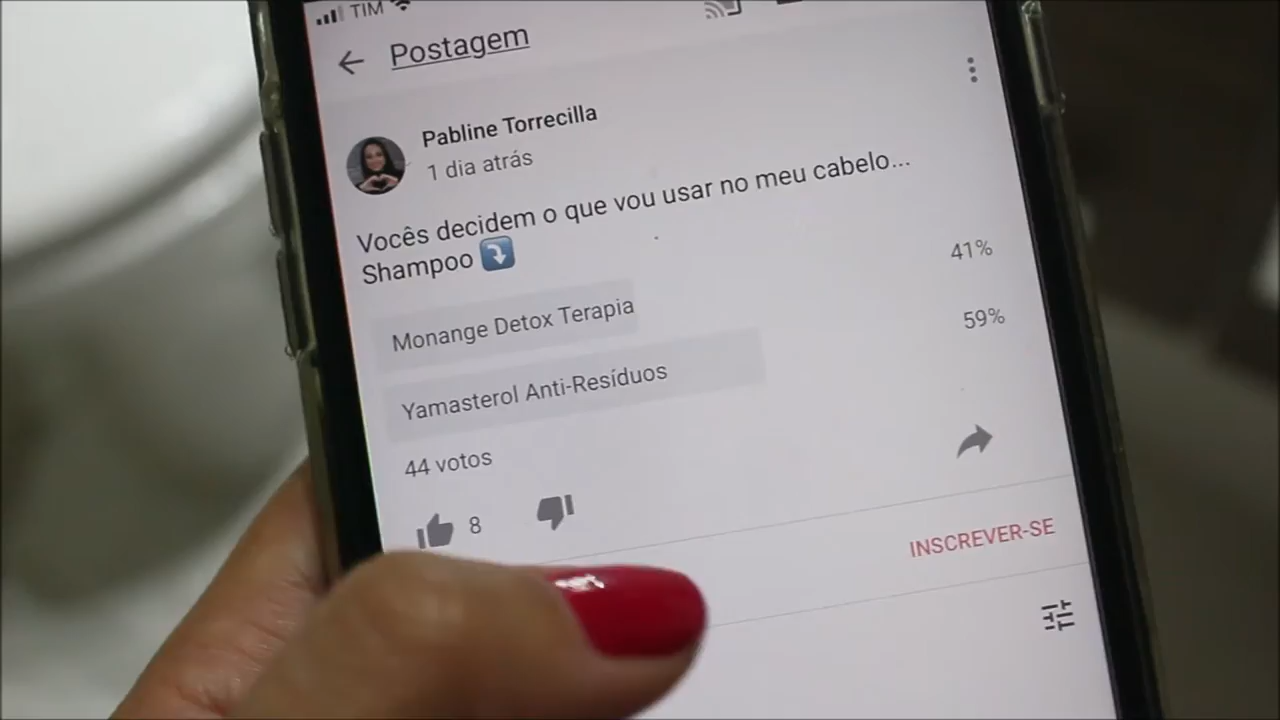 TIM
Postagem
Pabline Torrecilla
1 dia atrás
Vocês decidem o que vou usar no meu cabelo...
Shampoo
Monange Detox Terapia 41%
Yamasterol Anti-Resíduos 59%
44 votos
8
INSCREVER-SE